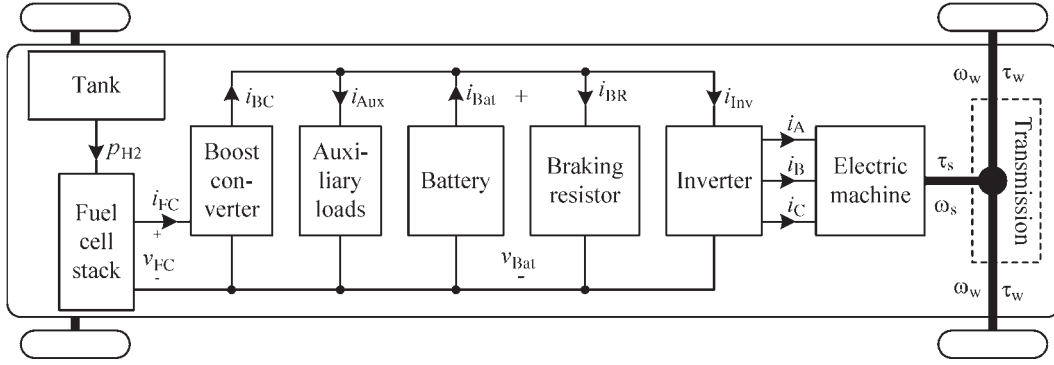 Tank
p_H2
Fuel
cell
stack
i_FC
+
v_FC
-
i_BC
Boost
con-
verter
i_Aux
Auxi-
liary
loads
i_Bat
Battery
+
v_Bat
-
i_BR
Braking
resistor
i_Inv
Inverter
i_A
i_B
i_C
Electric
machine
τ_s
ω_s
ω_w τ_w
Transmission
ω_w τ_w